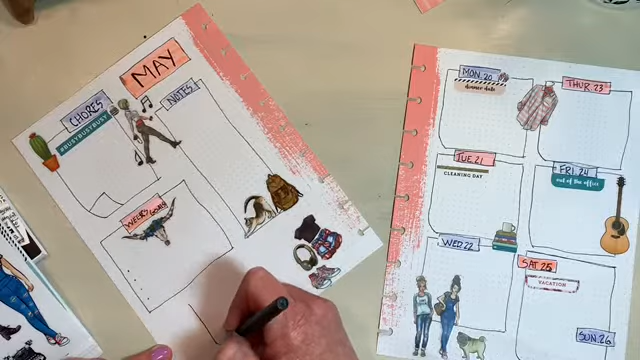 MAY
CHORES
#BUSYBUSYBUSY
NOTES
WEEKLY GOALS
MON. 20
dinner date
THUR. 23
TUE. 21
CLEANING DAY
FRI. 24
out of the office
WED. 22
SAT. 25
VACATION
SUN. 26